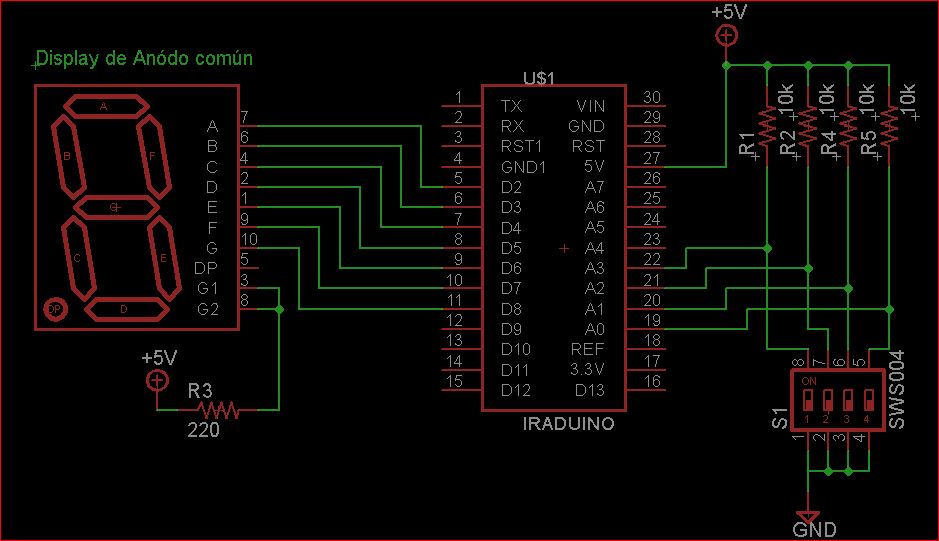 +5V
Display de Anódo común
U$1
A
B
F
G
C
E
D
DP
A 7
B 6
C 4
D 2
E 1
F 9
G 10
DP 5
G1 3
G2 8
1 TX VIN 30
2 RX GND 29
3 RST1 RST 28
4 GND1 5V 27
5 D2 A7 26
6 D3 A6 25
7 D4 A5 24
8 D5 A4 23
9 D6 A3 22
10 D7 A2 21
11 D8 A1 20
12 D9 A0 19
13 D10 REF 18
14 D11 3.3V 17
15 D12 D13 16
IRADUINO
R1 10k
R2 10k
R4 10k
R5 10k
+5V
R3
220
8 7 6 5
ON
1 2 3 4
S1
SWS004
1 2 3 4
GND